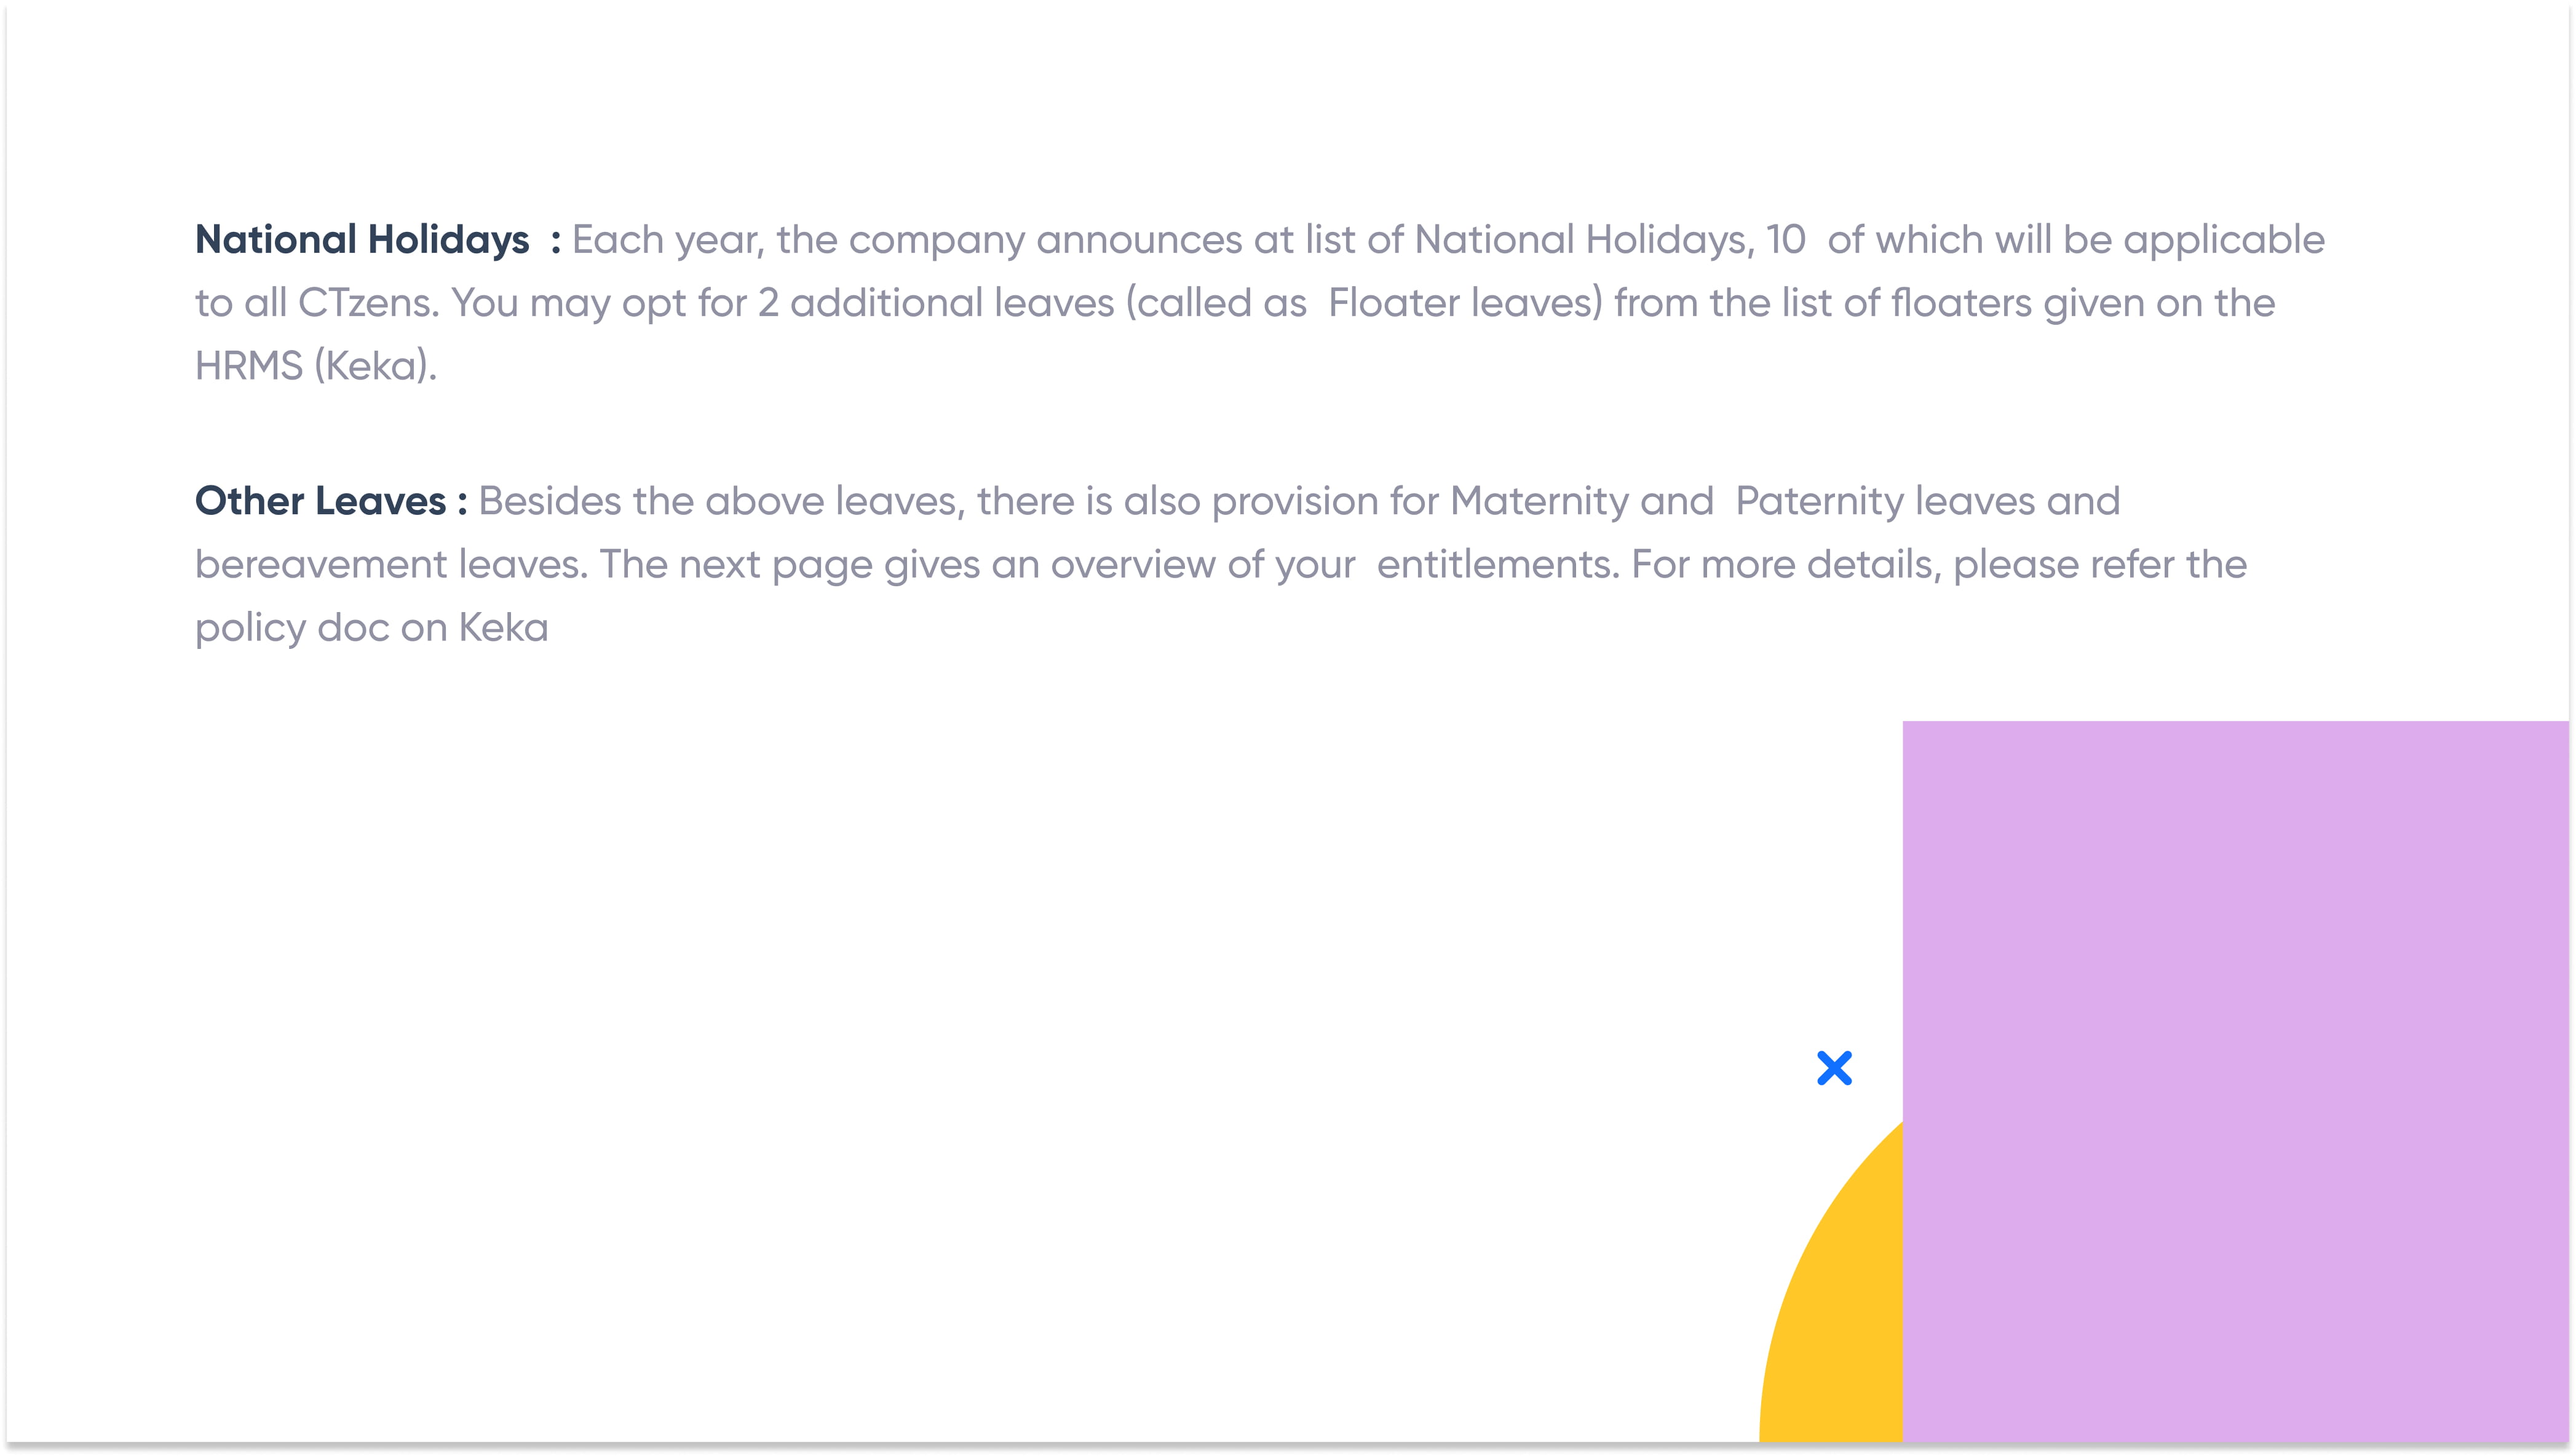 National Holidays  : Each year, the company announces at list of National Holidays, 10  of which will be applicable
to all CTzens. You may opt for 2 additional leaves (called as  Floater leaves) from the list of floaters given on the
HRMS (Keka).
Other Leaves : Besides the above leaves, there is also provision for Maternity and  Paternity leaves and
bereavement leaves. The next page gives an overview of your  entitlements. For more details, please refer the
policy doc on Keka